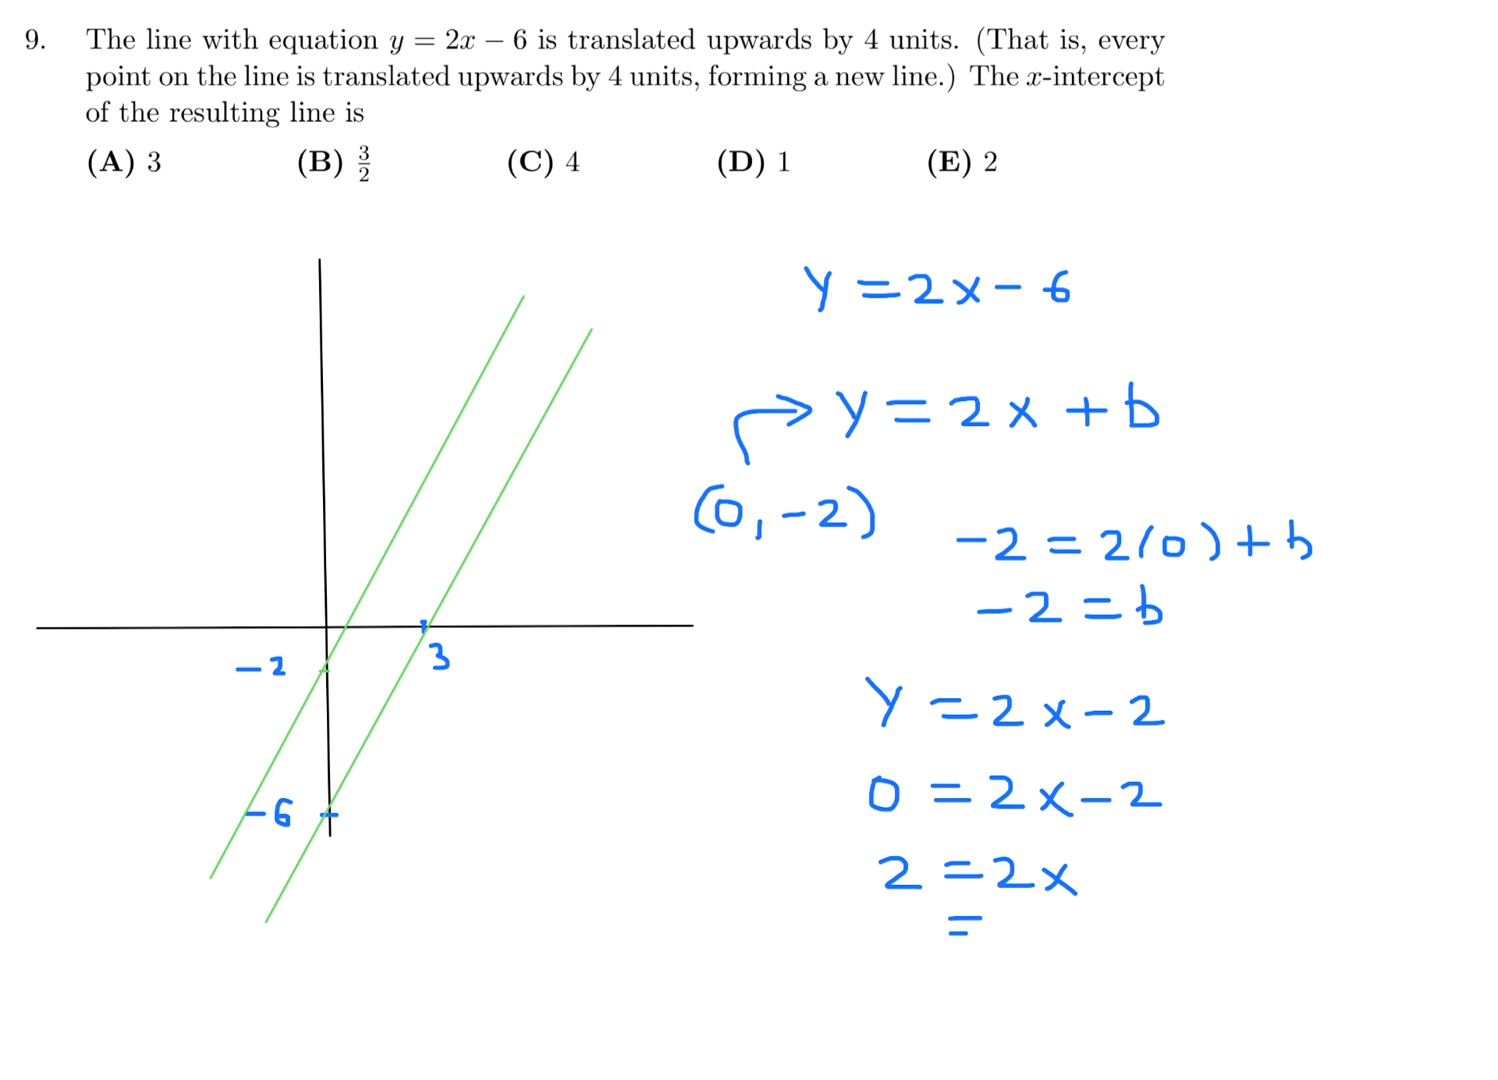 9. The line with equation y = 2x − 6 is translated upwards by 4 units. (That is, every
point on the line is translated upwards by 4 units, forming a new line.) The x-intercept
of the resulting line is
(A) 3 (B) 3/2 (C) 4 (D) 1 (E) 2
y = 2x - 6
y = 2x + b
(0, -2)
-2 = 2(0) + b
-2 = b
-2
3
y = 2x - 2
0 = 2x - 2
-6
2 = 2x
=